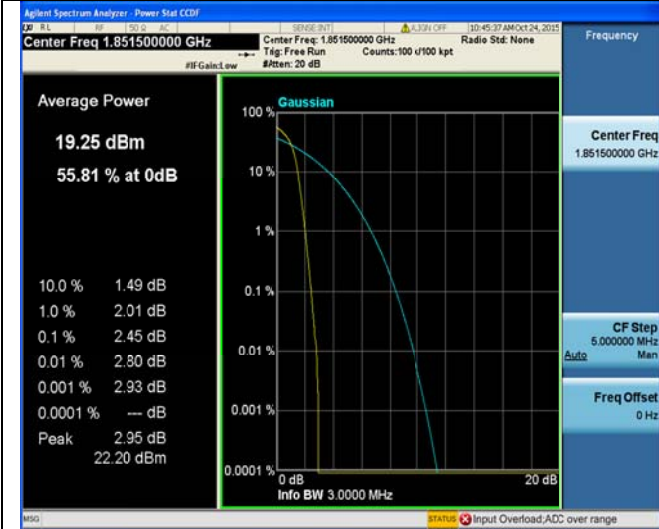 Agilent Spectrum Analyzer - Power Stat CCDF
RL RF 50 Ω AC SENSE:INT ALIGN OFF 10:45:37 AM Oct 24, 2015
Center Freq 1.851500000 GHz
Center Freq: 1.851500000 GHz
Radio Std: None
Trig: Free Run
Counts:100 k/100 kpt
#IFGain:Low
#Atten: 20 dB
Frequency
Average Power
19.25 dBm
55.81 % at 0dB
10.0 % 1.49 dB
1.0 % 2.01 dB
0.1 % 2.45 dB
0.01 % 2.80 dB
0.001 % 2.93 dB
0.0001 % --- dB
Peak 2.95 dB
22.20 dBm
Gaussian
100 %
10 %
1 %
0.1 %
0.01 %
0.001 %
0.0001 %
0 dB
20 dB
Info BW 3.0000 MHz
Center Freq
1.851500000 GHz
CF Step
5.000000 MHz
Auto Man
Freq Offset
0 Hz
MSG
STATUS Input Overload;ADC over range